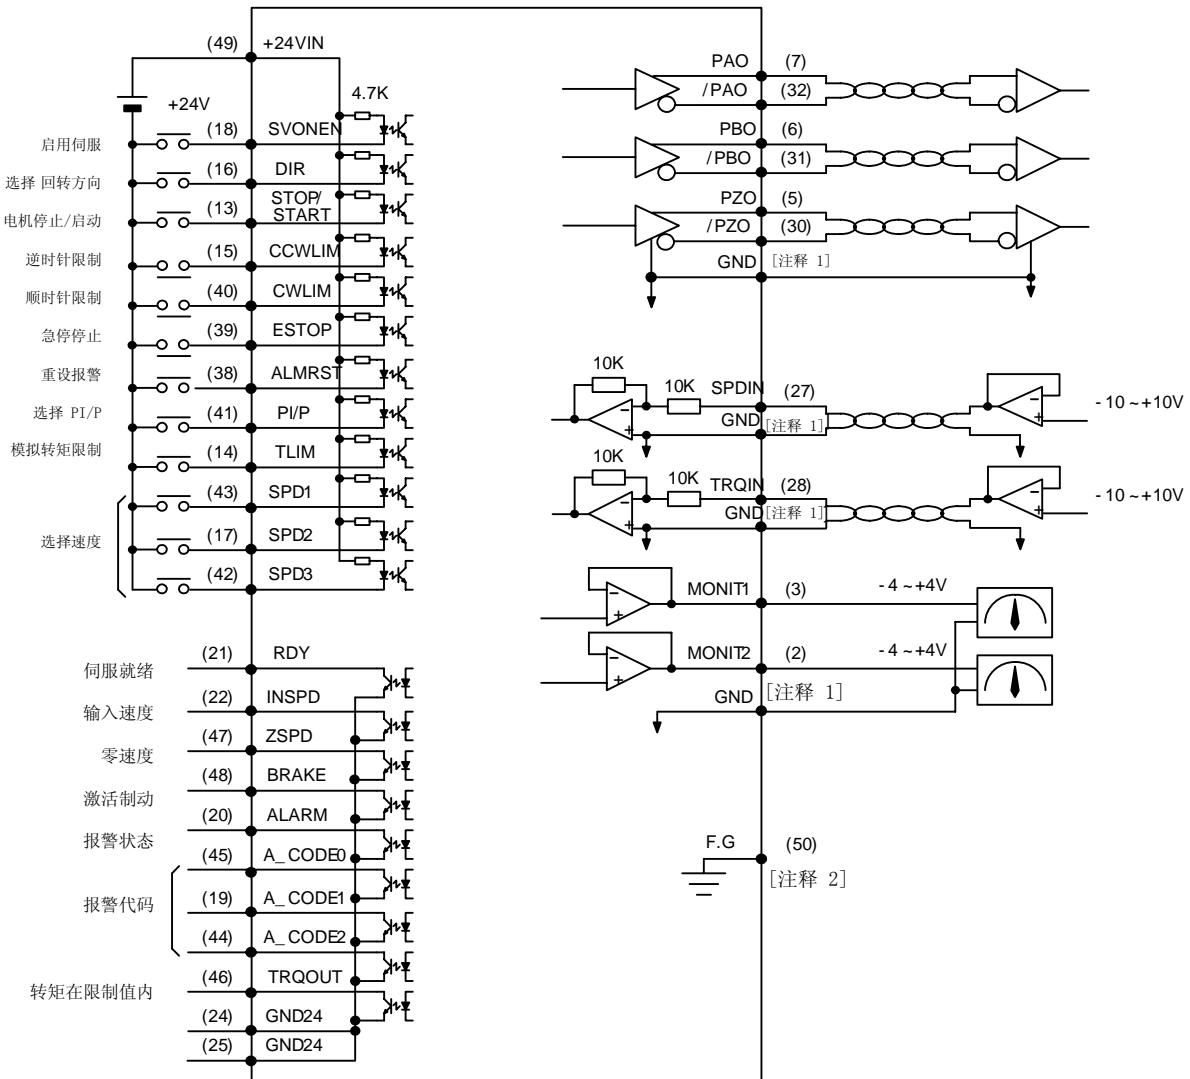 (49) +24VIN
+24V
4.7K
启用伺服 (18) SVONEN
选择 回转方向 (16) DIR
电机停止/启动 (13) STOP/
START
逆时针限制 (15) CCWLIM
顺时针限制 (40) CWLIM
急停停止 (39) ESTOP
重设报警 (38) ALMRST
选择 PI/P (41) PI/P
模拟转矩限制 (14) TLIM
(43) SPD1
选择速度 (17) SPD2
(42) SPD3
伺服就绪 (21) RDY
输入速度 (22) INSPD
零速度 (47) ZSPD
激活制动 (48) BRAKE
报警状态 (20) ALARM
(45) A_CODE0
报警代码 (19) A_CODE1
(44) A_CODE2
转矩在限制值内 (46) TRQOUT
(24) GND24
(25) GND24
PAO (7)
/PAO (32)
PBO (6)
/PBO (31)
PZO (5)
/PZO (30)
GND [注释 1]
10K
10K SPDIN (27)
-10~+10V
GND [注释 1]
10K
10K TRQIN (28)
-10~+10V
GND [注释 1]
MONIT1 (3) -4~+4V
MONIT2 (2) -4~+4V
GND [注释 1]
F.G (50)
[注释 2]